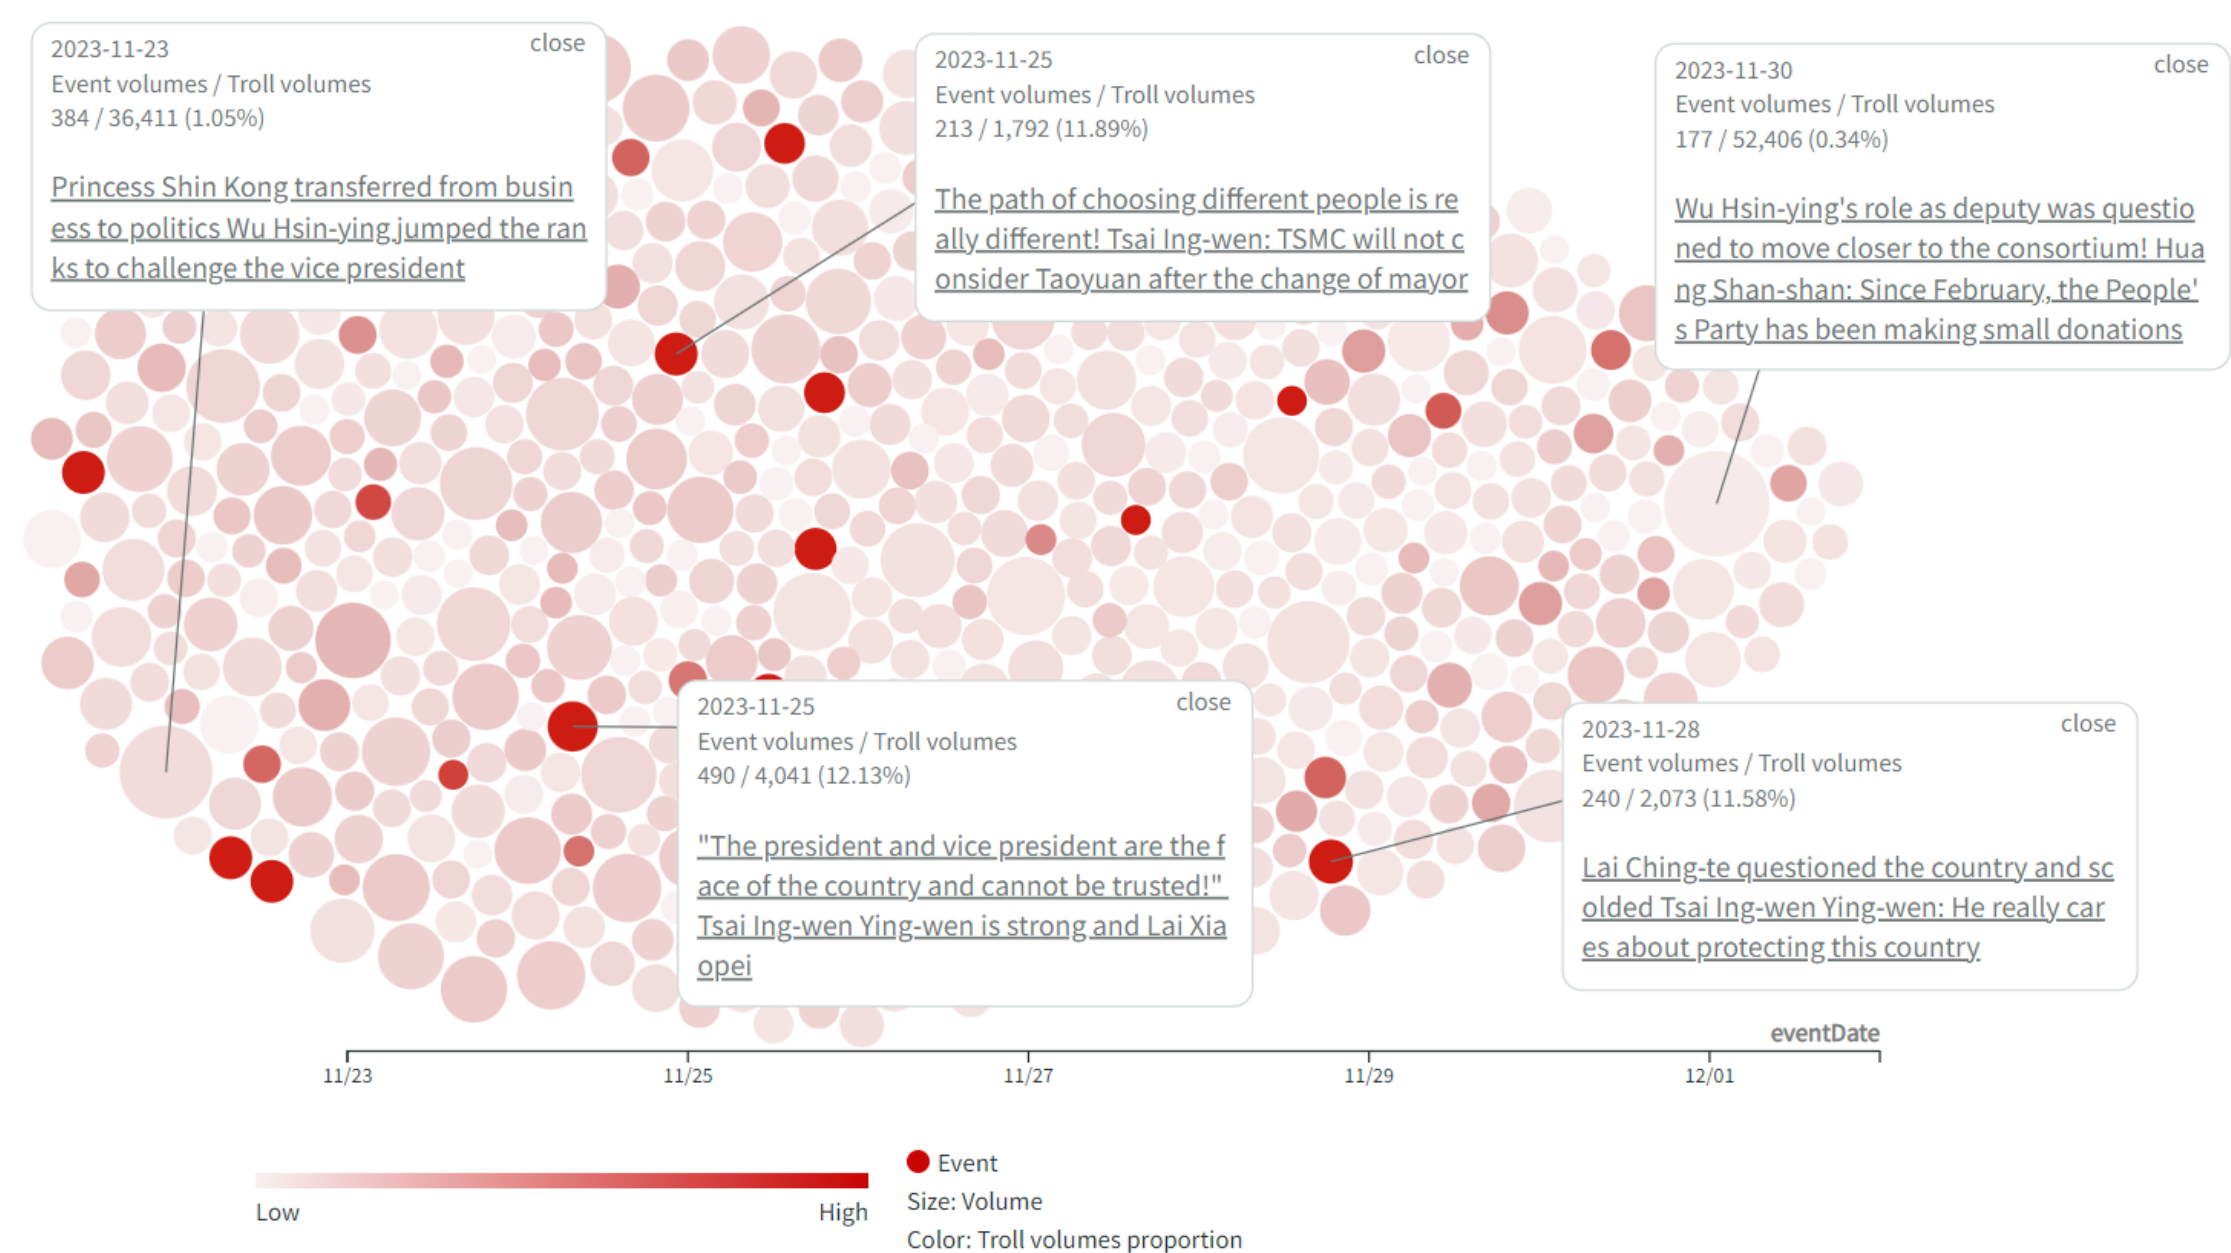 2023-11-23
close
Event volumes / Troll volumes
384 / 36,411 (1.05%)
Princess Shin Kong transferred from busin
ess to politics Wu Hsin-ying jumped the ran
ks to challenge the vice president
2023-11-25
close
Event volumes / Troll volumes
213 / 1,792 (11.89%)
The path of choosing different people is re
ally different! Tsai Ing-wen: TSMC will not c
onsider Taoyuan after the change of mayor
2023-11-30
close
Event volumes / Troll volumes
177 / 52,406 (0.34%)
Wu Hsin-ying's role as deputy was questio
ned to move closer to the consortium! Hua
ng Shan-shan: Since February, the People'
s Party has been making small donations
2023-11-25
close
Event volumes / Troll volumes
490 / 4,041 (12.13%)
"The president and vice president are the f
ace of the country and cannot be trusted!"
Tsai Ing-wen Ying-wen is strong and Lai Xia
opei
2023-11-28
close
Event volumes / Troll volumes
240 / 2,073 (11.58%)
Lai Ching-te questioned the country and sc
olded Tsai Ing-wen Ying-wen: He really car
es about protecting this country
eventDate
11/23
11/25
11/27
11/29
12/01
Low
High
Event
Size: Volume
Color: Troll volumes proportion